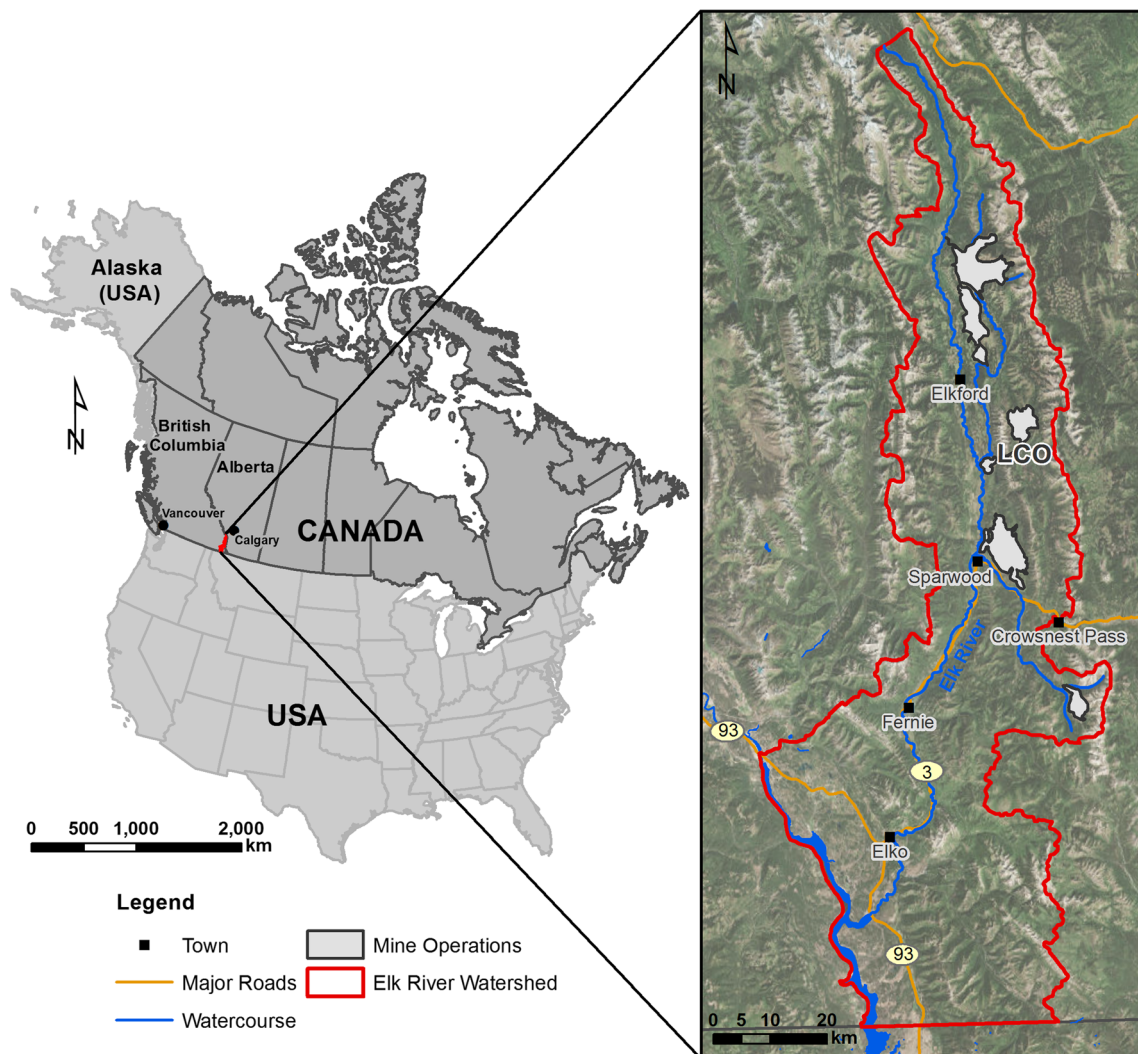 N
Alaska
(USA)
British
Columbia
Alberta
Vancouver
Calgary
CANADA
USA
N
0 500 1,000 2,000
km
Legend
Town
Mine Operations
Major Roads
Elk River Watershed
Watercourse
N
Elkford
LCO
Sparwood
Crowsnest Pass
Elk River
Fernie
93
3
Elko
93
0 5 10 20
km